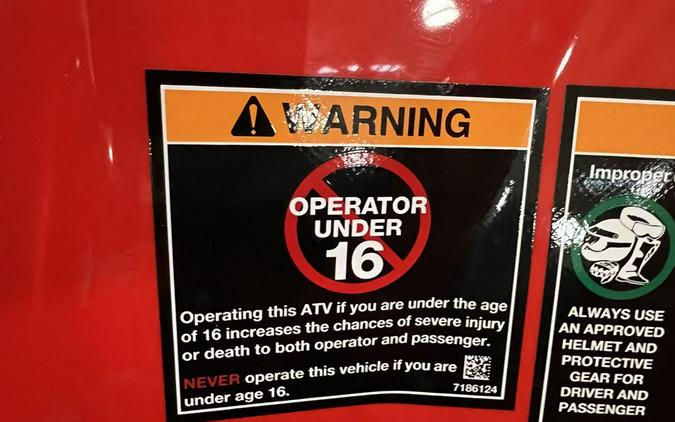 WARNING
OPERATOR
UNDER
16
Operating this ATV if you are under the age
of 16 increases the chances of severe injury
or death to both operator and passenger.
NEVER operate this vehicle if you are
under age 16.
7186124
Improper
ALWAYS USE
AN APPROVED
HELMET AND
PROTECTIVE
GEAR FOR
DRIVER AND
PASSENGER